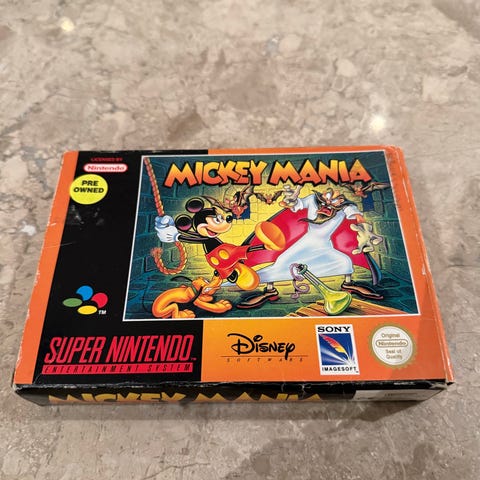 LICENSED BY
Nintendo
PRE
OWNED
MICKEY MANIA
TM
SUPER NINTENDO
ENTERTAINMENT SYSTEM
Disney
SOFTWARE
SONY
IMAGESOFT
Original
Nintendo
Seal of
Quality
MICKEY MANIA